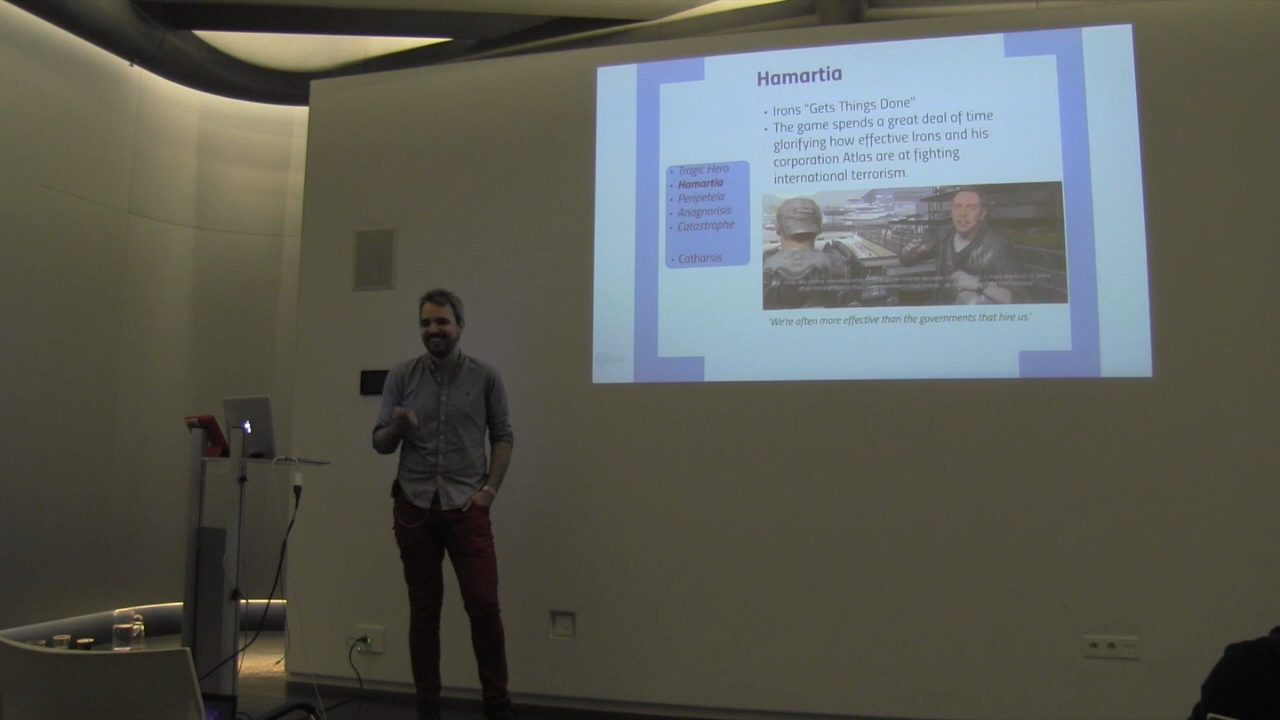 Hamartia
• Irons "Gets Things Done"
• The game spends a great deal of time
glorifying how effective Irons and his
corporation Atlas are at fighting
international terrorism.
• Tragic Hero
• Hamartia
• Peripeteia
• Anagnorisis
• Catastrophe
• Catharsis
"We're often more effective than the governments that hire us"